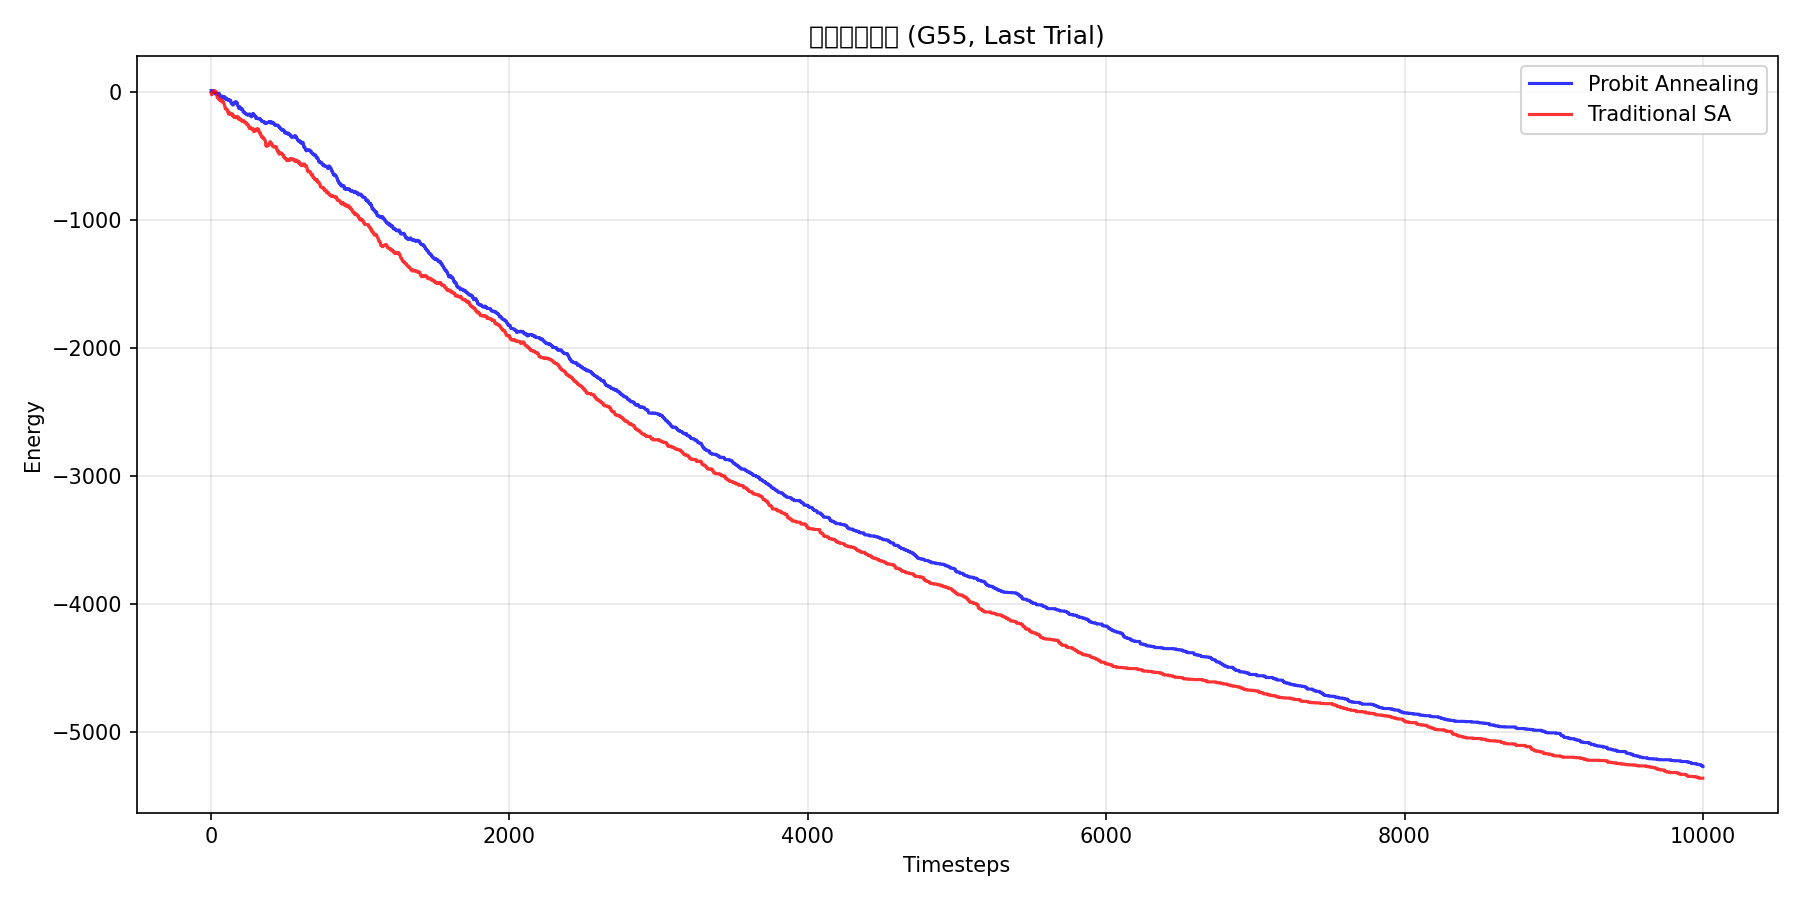 (G55, Last Trial)
Probit Annealing
Traditional SA
Energy
0
−1000
−2000
−3000
−4000
−5000
0 2000 4000 6000 8000 10000
Timesteps